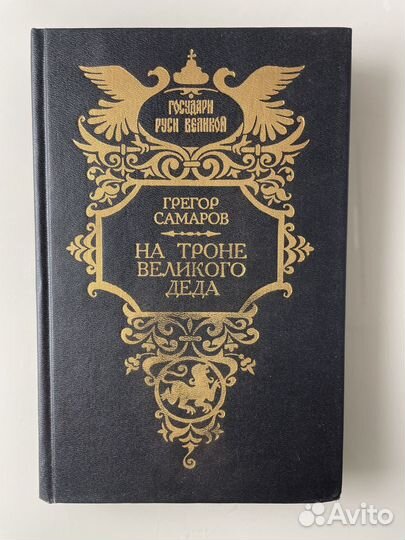 ГОСУДАРИ
РУСИ ВЕЛИКОЙ
ГРЕГОР
САМАРОВ
НА ТРОНЕ
ВЕЛИКОГО
ДЕДА
Avito